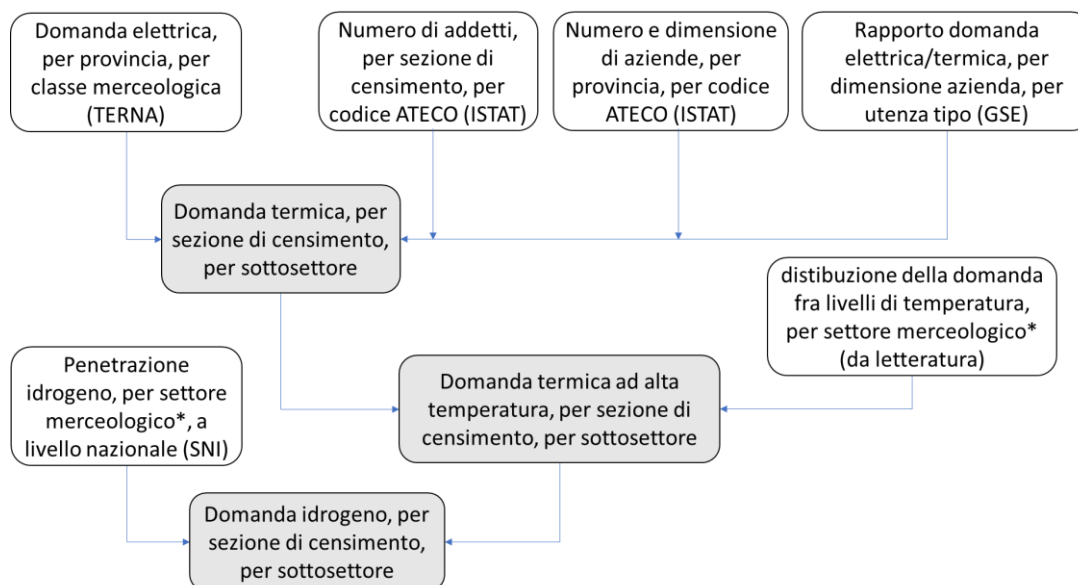 Domanda elettrica,
per provincia, per
classe merceologica
(TERNA)
Numero di addetti,
per sezione di
censimento, per
codice ATECO (ISTAT)
Numero e dimensione
di aziende, per
provincia, per codice
ATECO (ISTAT)
Rapporto domanda
elettrica/termica, per
dimensione azienda, per
utenza tipo (GSE)
Domanda termica, per
sezione di censimento,
per sottosettore
distibuzione della domanda
fra livelli di temperatura,
per settore merceologico*
(da letteratura)
Penetrazione
idrogeno, per settore
merceologico*, a
livello nazionale (SNI)
Domanda termica ad alta
temperatura, per sezione di
censimento, per sottosettore
Domanda idrogeno, per
sezione di censimento,
per sottosettore